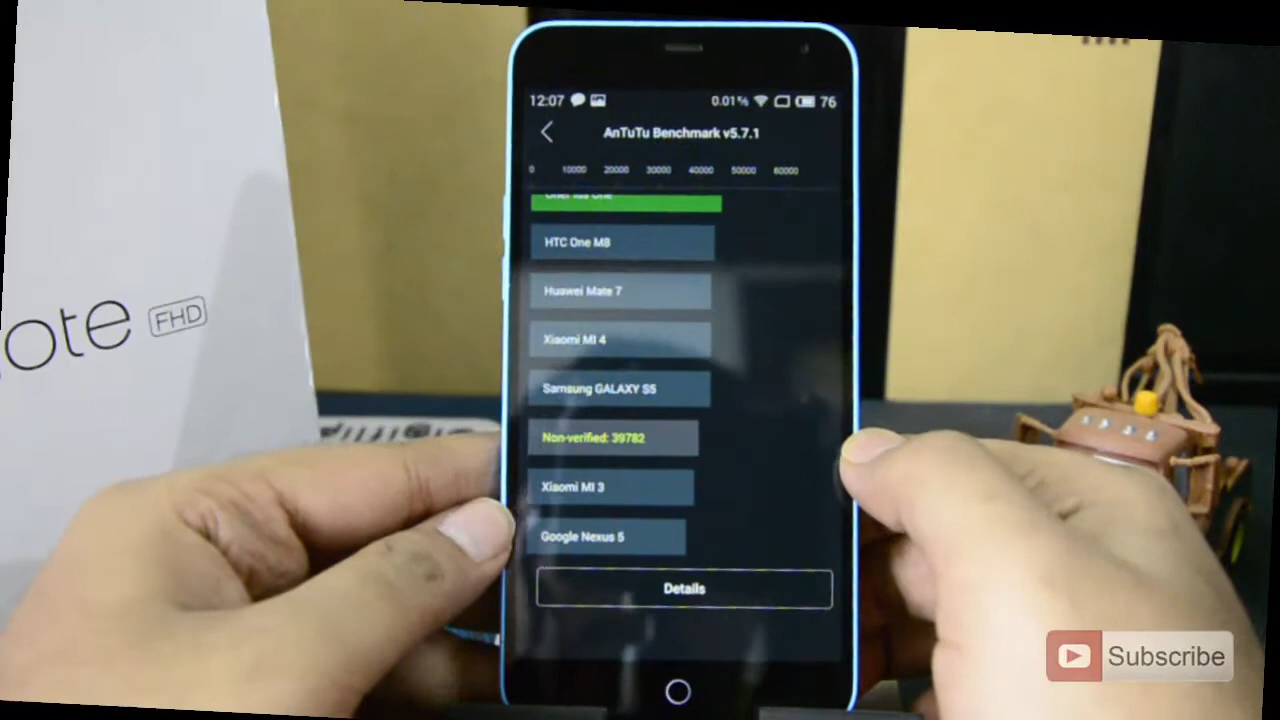 ote FHD
12:07 0.01% 76
AnTuTu Benchmark v5.7.1
0 10000 20000 30000 40000 50000 60000
OnePlus One
HTC One M8
Huawei Mate 7
Xiaomi MI 4
Samsung GALAXY S5
Non-verified: 39782
Xiaomi MI 3
Google Nexus 5
Details
Subscribe